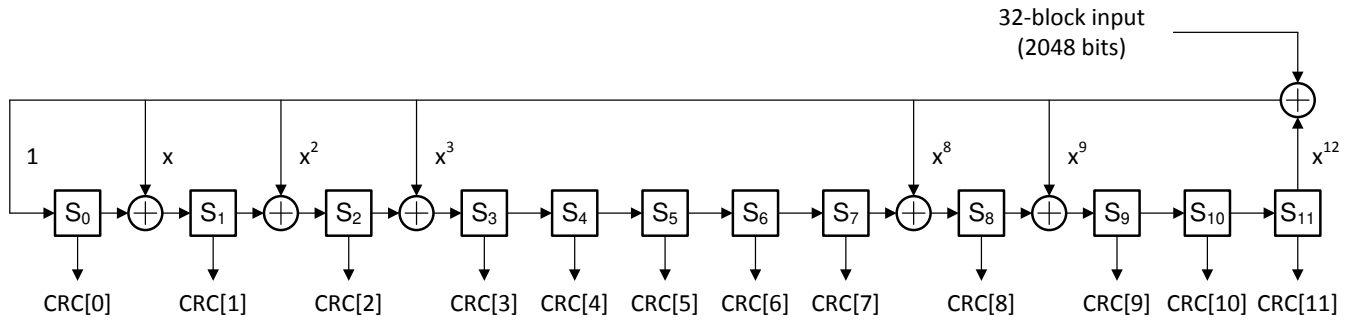 32-block input
(2048 bits)
1 x x² x³ x⁸ x⁹ x¹²
S₀ S₁ S₂ S₃ S₄ S₅ S₆ S₇ S₈ S₉ S₁₀ S₁₁
CRC[0] CRC[1] CRC[2] CRC[3] CRC[4] CRC[5] CRC[6] CRC[7] CRC[8] CRC[9] CRC[10] CRC[11]